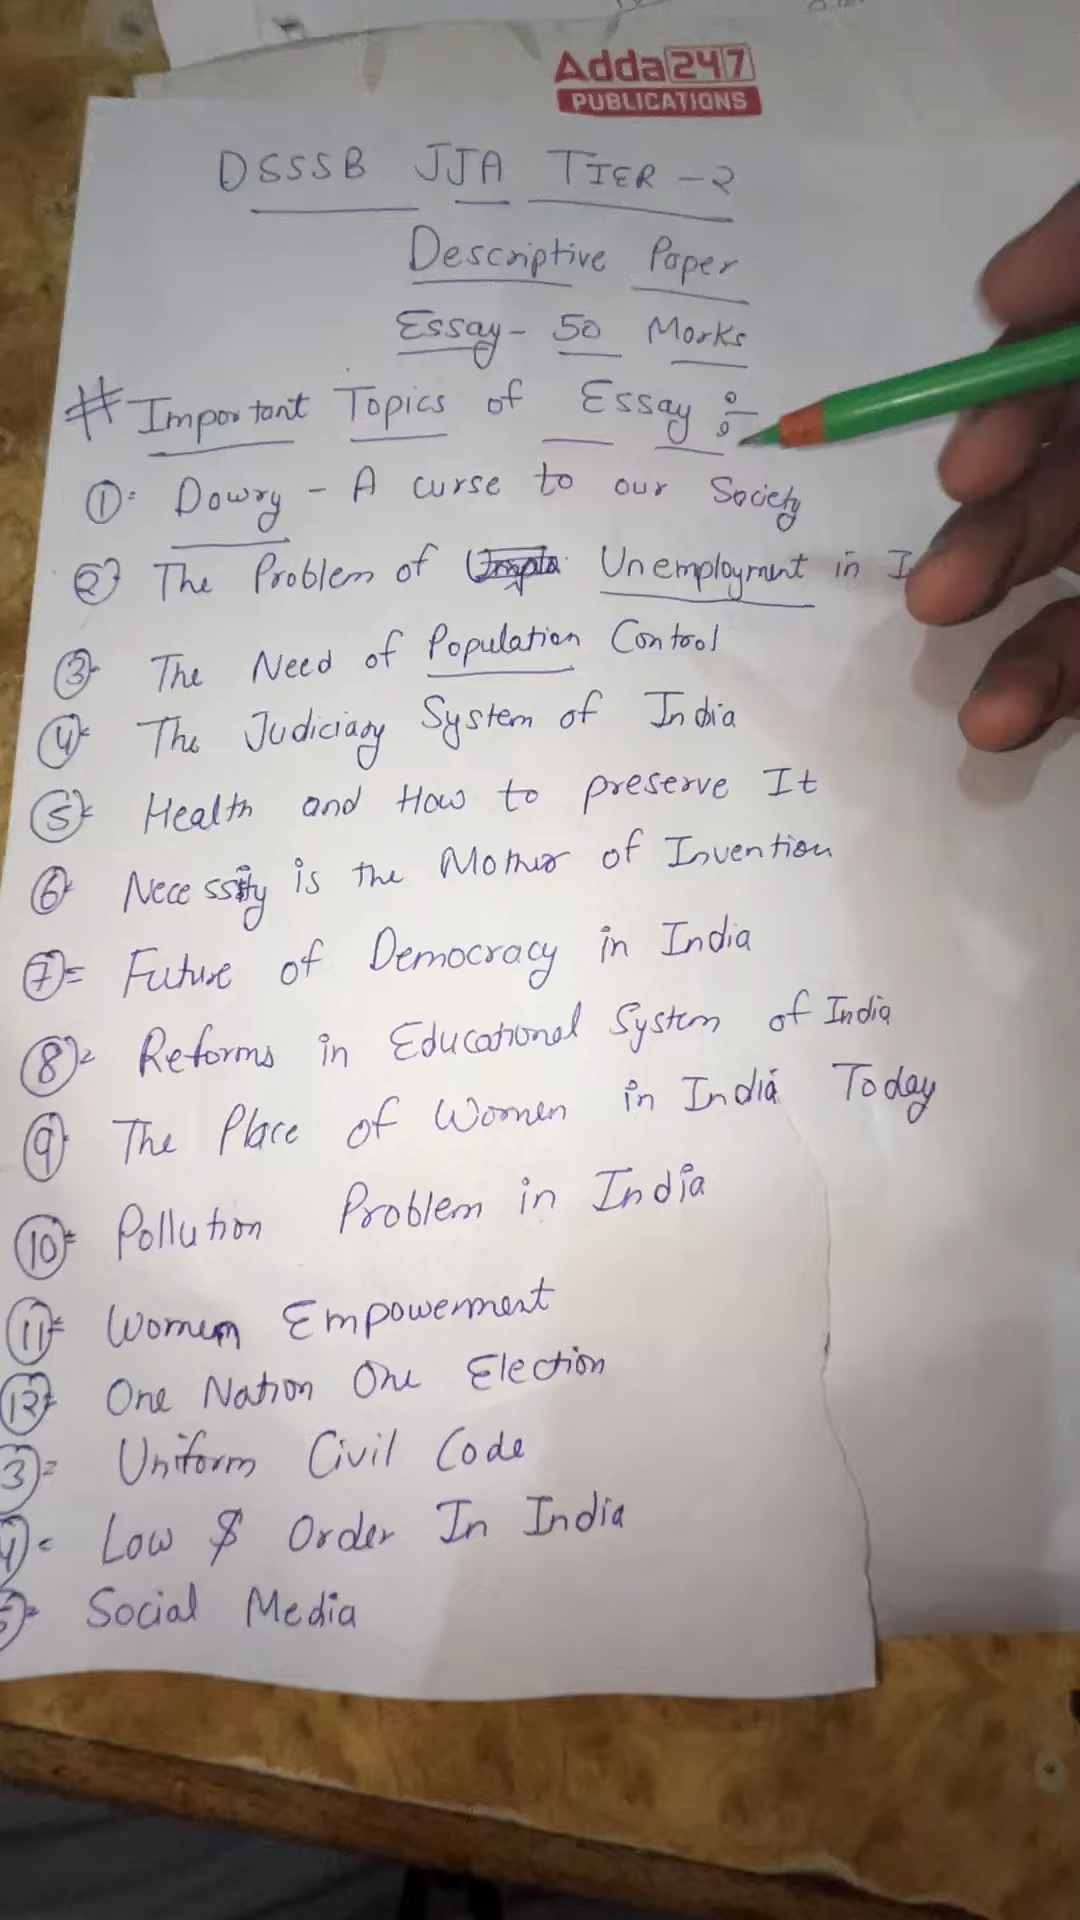 Adda247
PUBLICATIONS
DSSSB JJA TIER-2
Descriptive Paper
Essay- 50 Marks
# Important Topics of Essay :-
① Dowry - A curse to our Society
② The Problem of Unemployment in I
③ The Need of Population Control
④ The Judiciary System of India
⑤ Health and How to preserve It
⑥ Necessity is the Mother of Invention
⑦ Future of Democracy in India
⑧ Reforms in Educational System of India
⑨ The Place of Women in India Today
⑩ Pollution Problem in India
⑪ Women Empowerment
⑫ One Nation One Election
3 Uniform Civil Code
4 Law & Order In India
5 Social Media